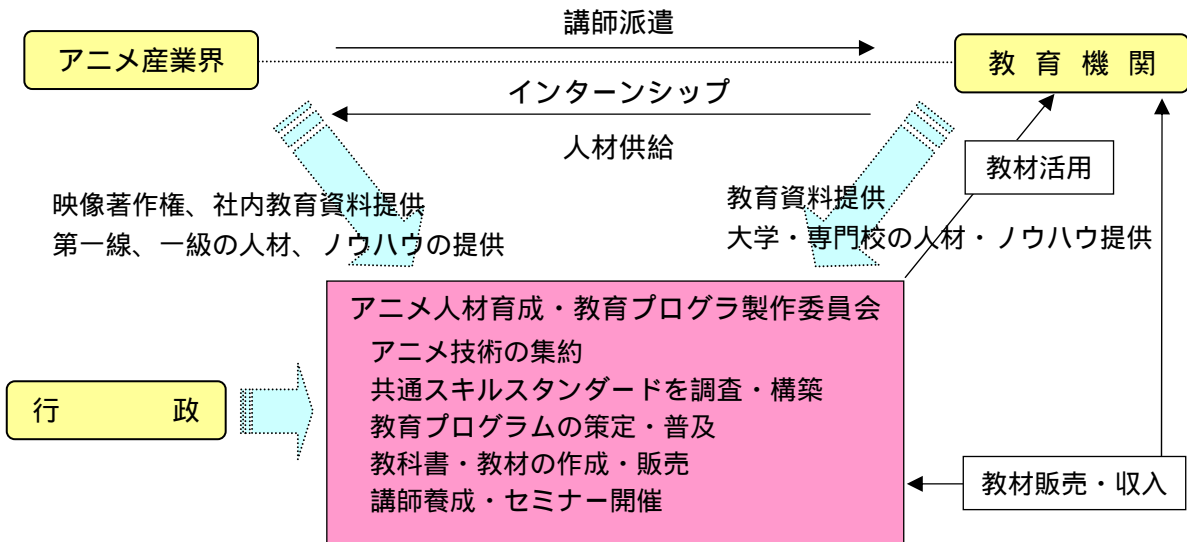 講師派遣
アニメ産業界
教 育 機 関
インターンシップ
人材供給
教材活用
映像著作権、社内教育資料提供
第一線、一級の人材、ノウハウの提供
教育資料提供
大学・専門校の人材・ノウハウ提供
アニメ人材育成・教育プログラ製作委員会
アニメ技術の集約
共通スキルスタンダードを調査・構築
教育プログラムの策定・普及
教科書・教材の作成・販売
講師養成・セミナー開催
行 政
教材販売・収入